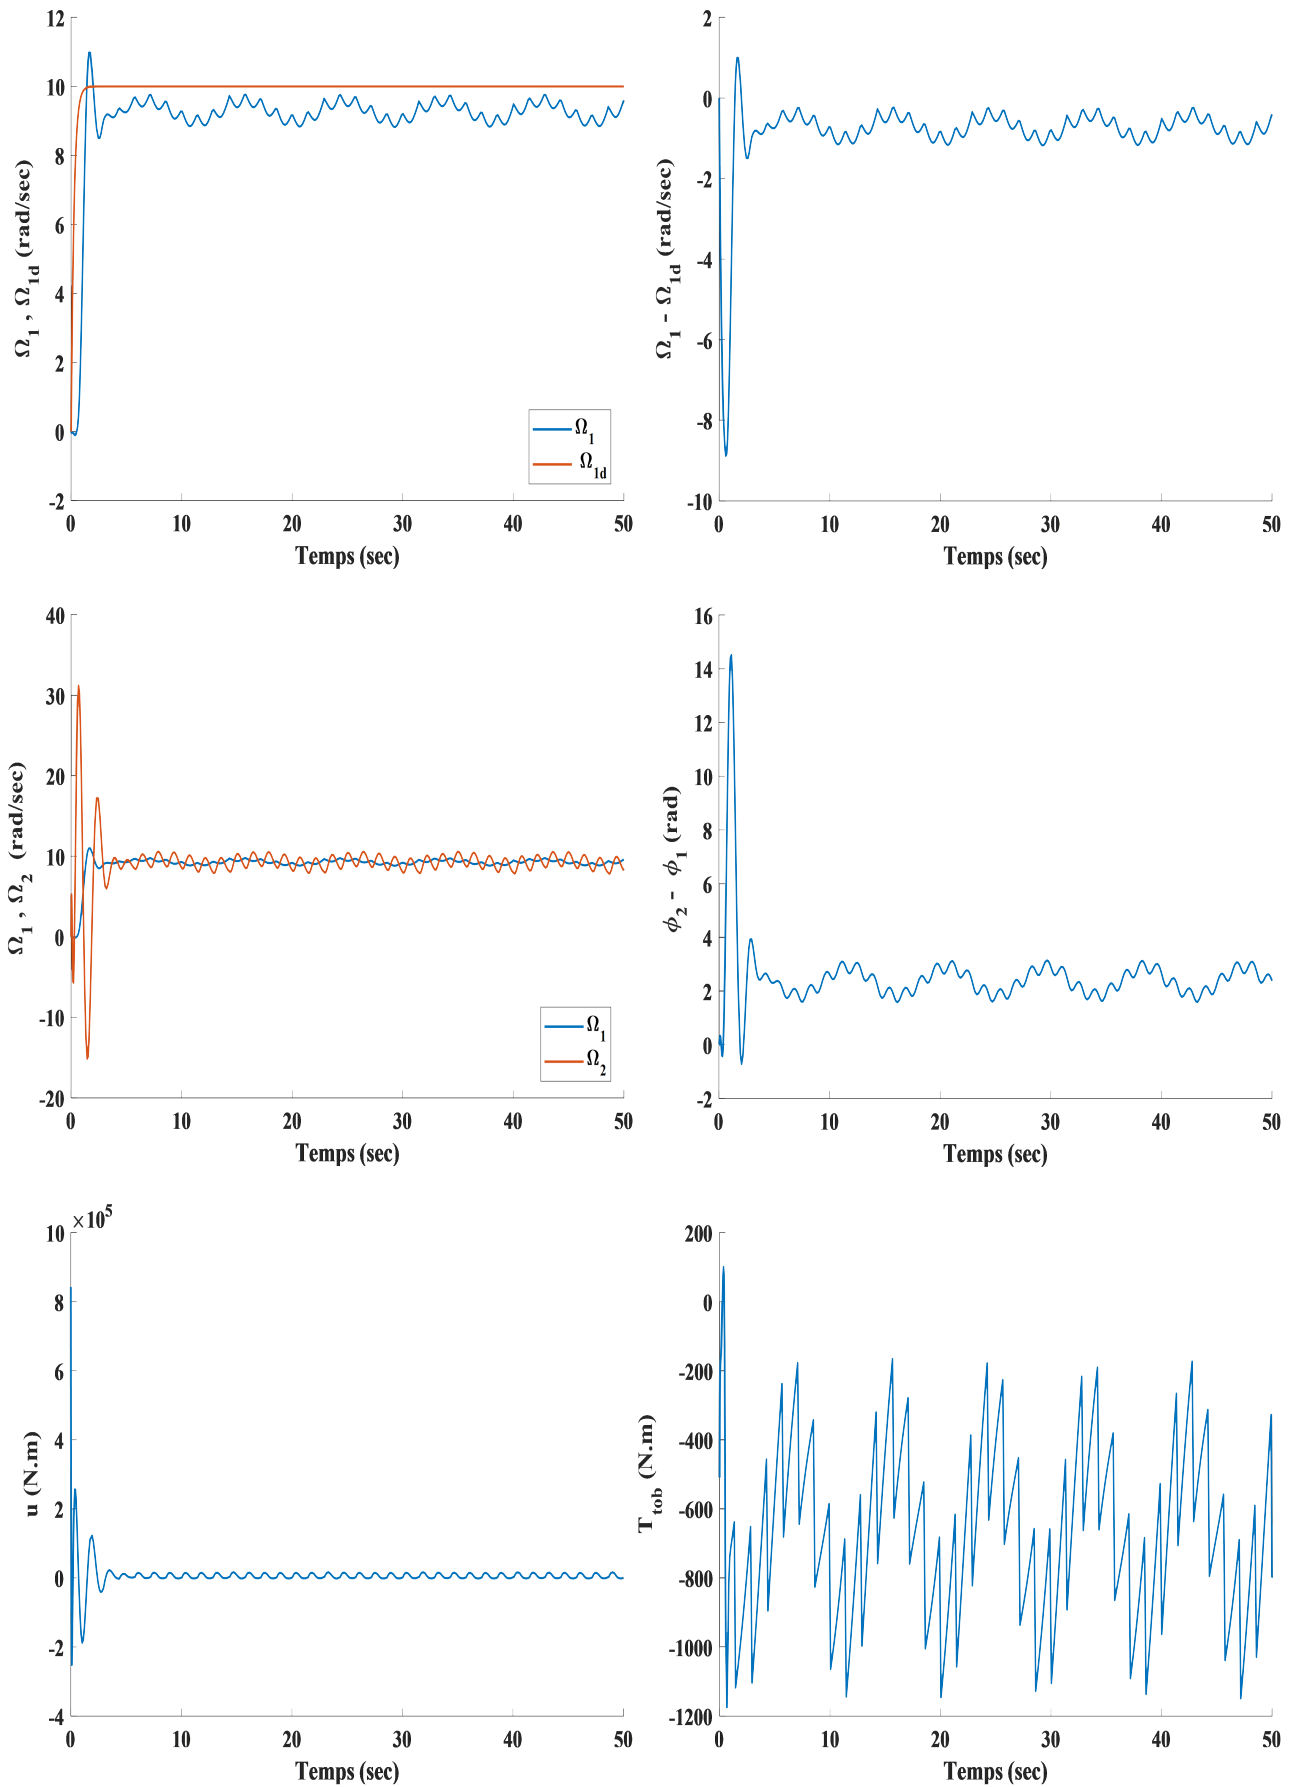 12
10
8
6
4
2
0
-2
0 10 20 30 40 50
Temps (sec)
Ω1 , Ω1d (rad/sec)
Ω1
Ω1d
2
0
-2
-4
-6
-8
-10
0 10 20 30 40 50
Temps (sec)
Ω1 - Ω1d (rad/sec)
40
30
20
10
0
-10
-20
0 10 20 30 40 50
Temps (sec)
Ω1 , Ω2 (rad/sec)
Ω1
Ω2
16
14
12
10
8
6
4
2
0
-2
0 10 20 30 40 50
Temps (sec)
ϕ2 - ϕ1 (rad)
×10^5
10
8
6
4
2
0
-2
-4
0 10 20 30 40 50
Temps (sec)
u (N.m)
200
0
-200
-400
-600
-800
-1000
-1200
0 10 20 30 40 50
Temps (sec)
Ttob (N.m)